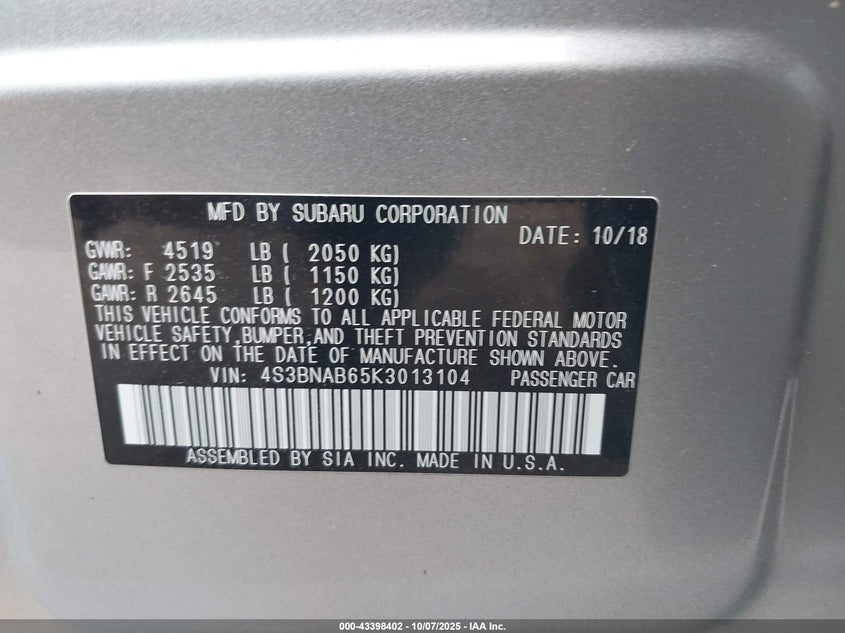 MFD BY SUBARU CORPORATION
DATE: 10/18
GVWR: 4519 LB ( 2050 KG)
GAWR: F 2535 LB ( 1150 KG)
GAWR: R 2645 LB ( 1200 KG)
THIS VEHICLE CONFORMS TO ALL APPLICABLE FEDERAL MOTOR
VEHICLE SAFETY,BUMPER,AND THEFT PREVENTION STANDARDS
IN EFFECT ON THE DATE OF MANUFACTURE SHOWN ABOVE.
VIN: 4S3BNAB65K3013104 PASSENGER CAR
ASSEMBLED BY SIA INC. MADE IN U.S.A.
000-43398402 - 10/07/2025 - IAA Inc.